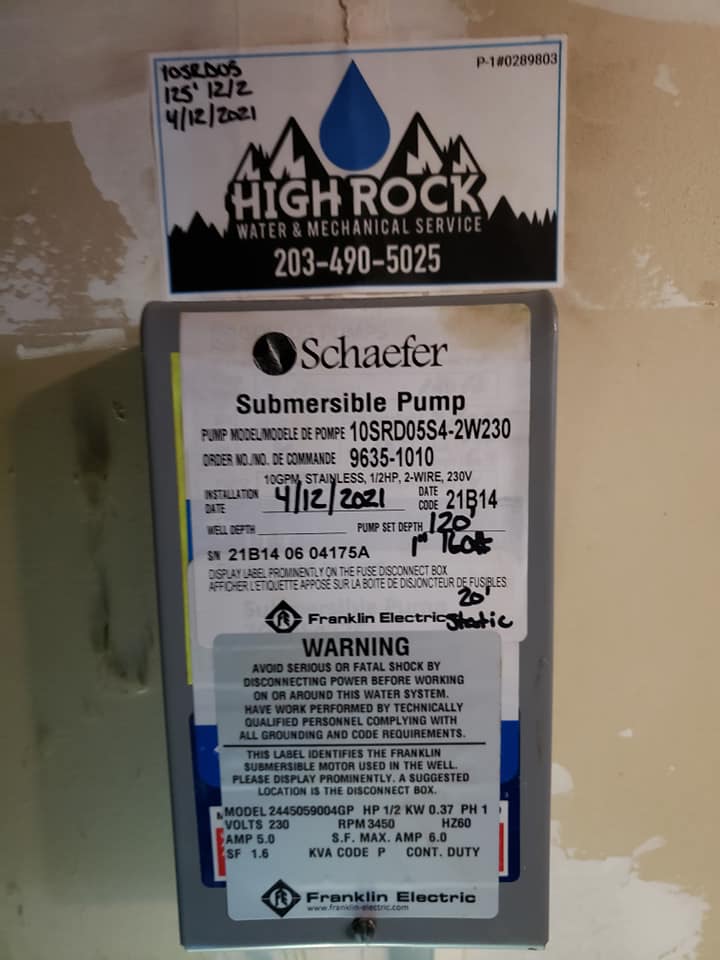 10SRD05
125' 12/2
4/12/2021
P-1#0289803
HIGH ROCK
WATER & MECHANICAL SERVICE
203-490-5025
Schaefer
Submersible Pump
PUMP MODEL/MODELE DE POMPE 10SRD05S4-2W230
ORDER NO./NO. DE COMMANDE 9635-1010
10GPM, STAINLESS, 1/2HP, 2-WIRE, 230V
INSTALLATION DATE 4/12/2021 DATE CODE 21B14
WELL DEPTH PUMP SET DEPTH 120'
SN 21B14 06 04175A 1" 160#
DISPLAY LABEL PROMINENTLY ON THE FUSE DISCONNECT BOX
AFFICHER L'ETIQUETTE APPOSE SUR LA BOITE DE DISJONCTEUR DE FUSIBLES
20'
Franklin Electric Static
WARNING
AVOID SERIOUS OR FATAL SHOCK BY
DISCONNECTING POWER BEFORE WORKING
ON OR AROUND THIS WATER SYSTEM.
HAVE WORK PERFORMED BY TECHNICALLY
QUALIFIED PERSONNEL COMPLYING WITH
ALL GROUNDING AND CODE REQUIREMENTS.
THIS LABEL IDENTIFIES THE FRANKLIN
SUBMERSIBLE MOTOR USED IN THE WELL.
PLEASE DISPLAY PROMINENTLY. A SUGGESTED
LOCATION IS THE DISCONNECT BOX.
MODEL 2445059004GP HP 1/2 KW 0.37 PH 1
VOLTS 230 RPM 3450 HZ60
AMP 5.0 S.F. MAX. AMP 6.0
SF 1.6 KVA CODE P CONT. DUTY
Franklin Electric
www.franklin-electric.com